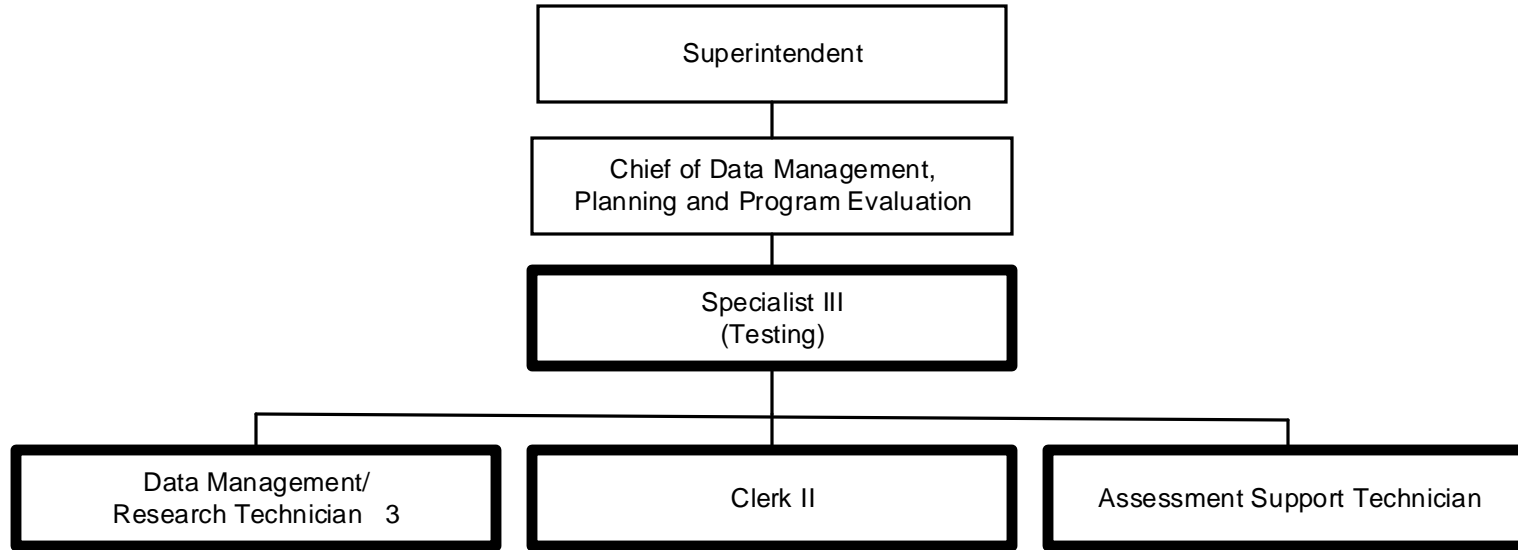 Superintendent
Chief of Data Management,
Planning and Program Evaluation
Specialist III
(Testing)
Data Management/
Research Technician 3
Clerk II
Assessment Support Technician